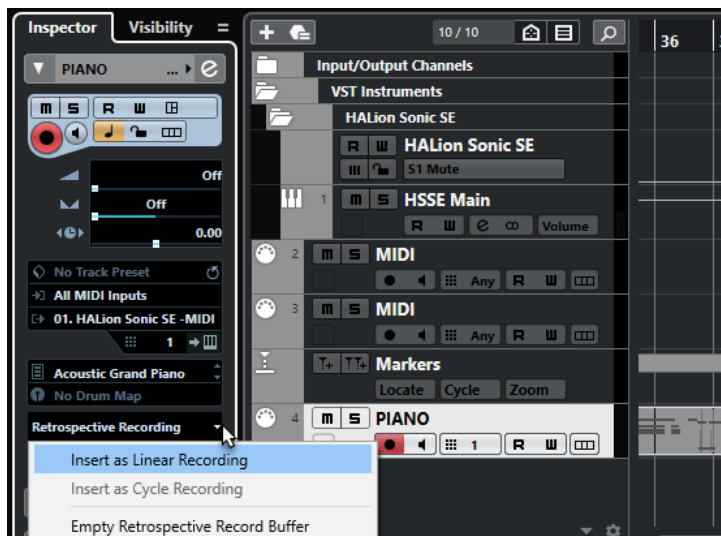 Inspector Visibility
10 / 10
36
PIANO ...
Input/Output Channels
VST Instruments
m S R W
HALion Sonic SE
R W HALion Sonic SE
S1 Mute
Off
Off
1 m S HSSE Main
R W e Volume
0.00
2 m S MIDI
Any R W
No Track Preset
All MIDI Inputs
01. HALion Sonic SE -MIDI
1
3 m S MIDI
Any R W
Markers
Locate Cycle Zoom
Acoustic Grand Piano
No Drum Map
Retrospective Recording
4 m S PIANO
1 R W
Insert as Linear Recording
Insert as Cycle Recording
Empty Retrospective Record Buffer